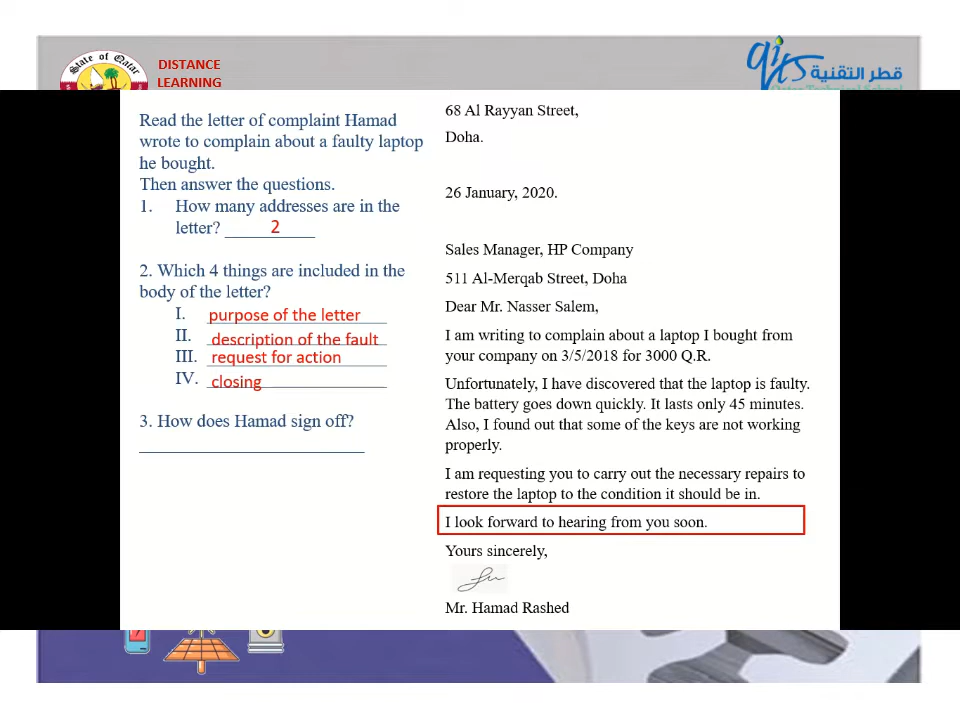 State of Qatar
DISTANCE
LEARNING
qits
قطر التقنية
Read the letter of complaint Hamad
wrote to complain about a faulty laptop
he bought.
Then answer the questions.
1. How many addresses are in the
letter? 2
2. Which 4 things are included in the
body of the letter?
I. purpose of the letter
II. description of the fault
III. request for action
IV. closing
3. How does Hamad sign off?
68 Al Rayyan Street,
Doha.
26 January, 2020.
Sales Manager, HP Company
511 Al-Merqab Street, Doha
Dear Mr. Nasser Salem,
I am writing to complain about a laptop I bought from
your company on 3/5/2018 for 3000 Q.R.
Unfortunately, I have discovered that the laptop is faulty.
The battery goes down quickly. It lasts only 45 minutes.
Also, I found out that some of the keys are not working
properly.
I am requesting you to carry out the necessary repairs to
restore the laptop to the condition it should be in.
I look forward to hearing from you soon.
Yours sincerely,
Mr. Hamad Rashed